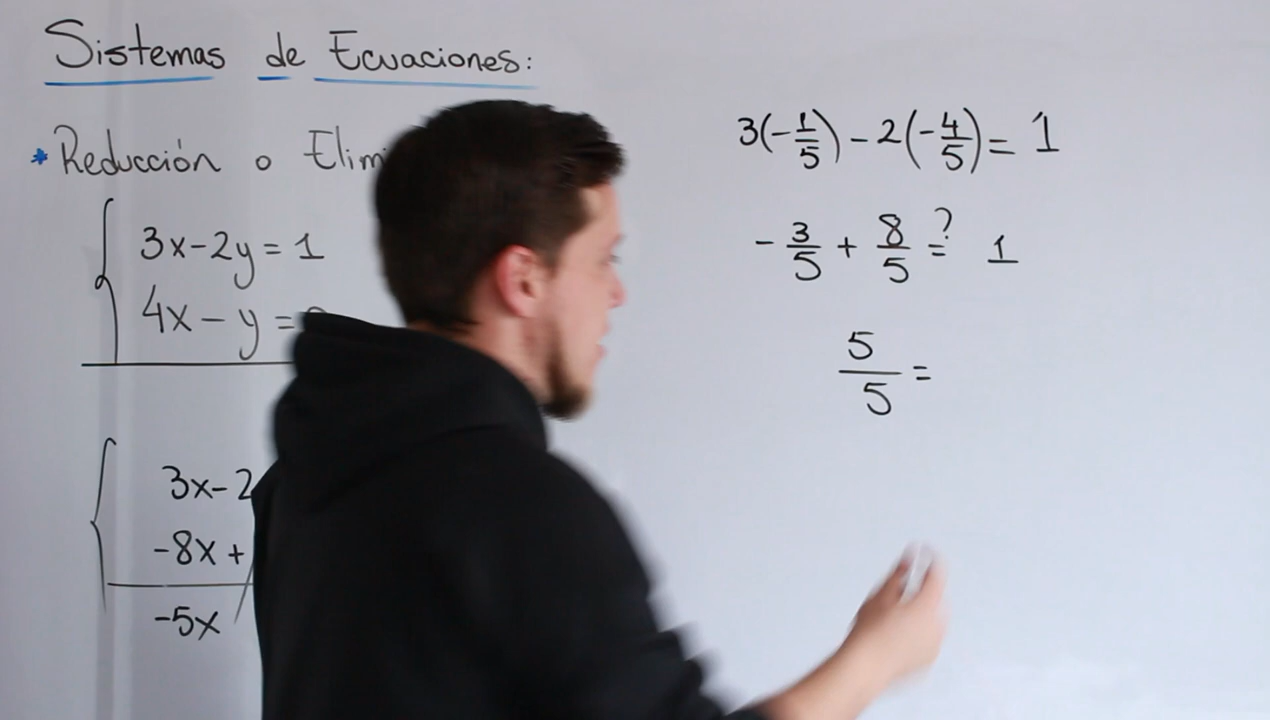 Sistemas de Ecuaciones:
* Reducción o Elimi
3x-2y = 1
4x - y =
3x-2
-8x +
-5x
3(-1/5) - 2(-4/5) = 1
- 3/5 + 8/5 =? 1
5/5 =